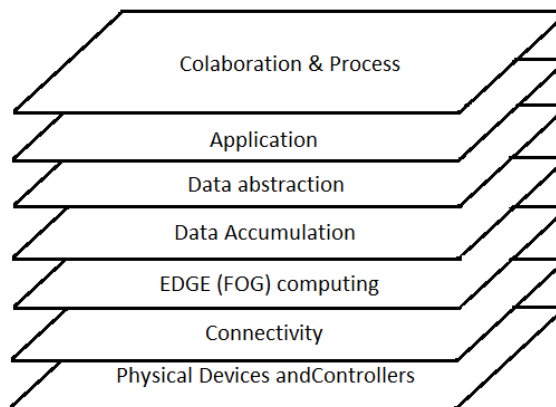 Colaboration & Process
Application
Data abstraction
Data Accumulation
EDGE (FOG) computing
Connectivity
Physical Devices andControllers